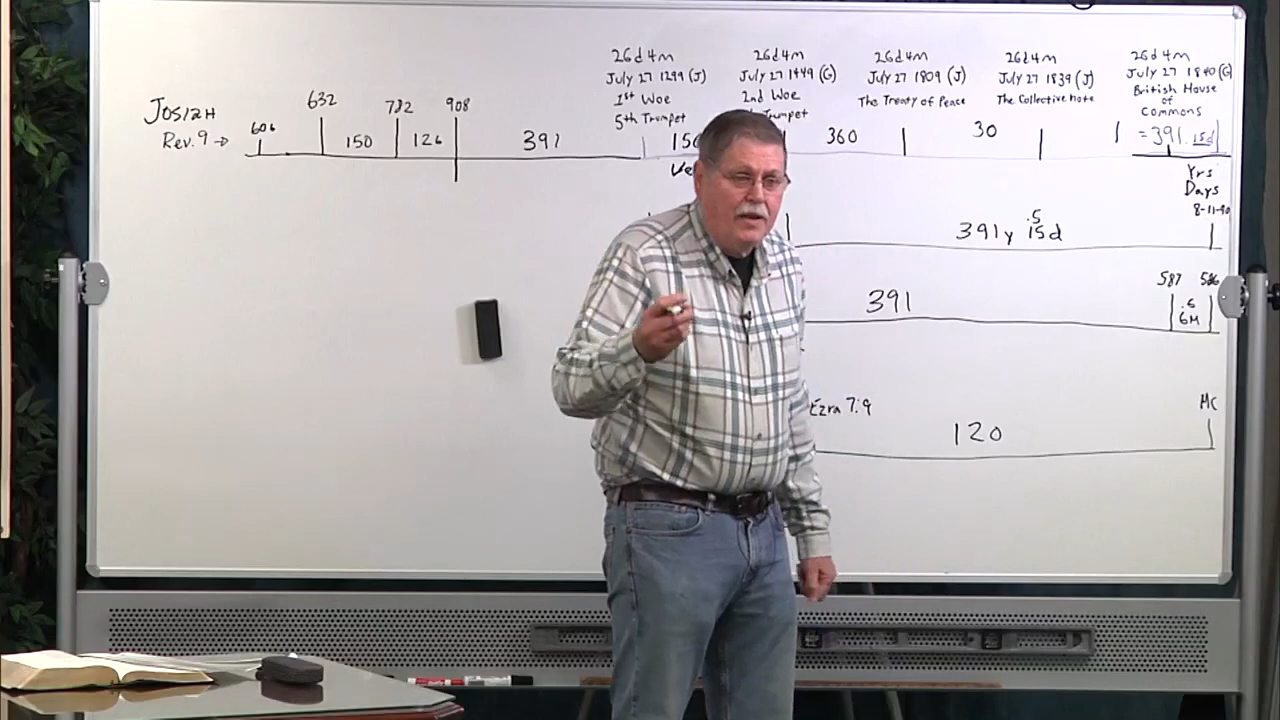 26d4m 26d4m 26d4m 26d4m 26d4m
July 27 1299 (J) July 27 1449 (G) July 27 1809 (J) July 27 1839 (J) July 27 1840 (G)
1st Woe 2nd Woe The Treaty of Peace The Collective note British House
5th Trumpet Trumpet of
Commons
Josiah
632 782 908
Rev. 9 → 606 150 126 391 150 360 30 =391.15d
Yrs
Days
8-11-40
391y .5 15d
587 586
391 .5
6M
Ezra 7:9 MC
120